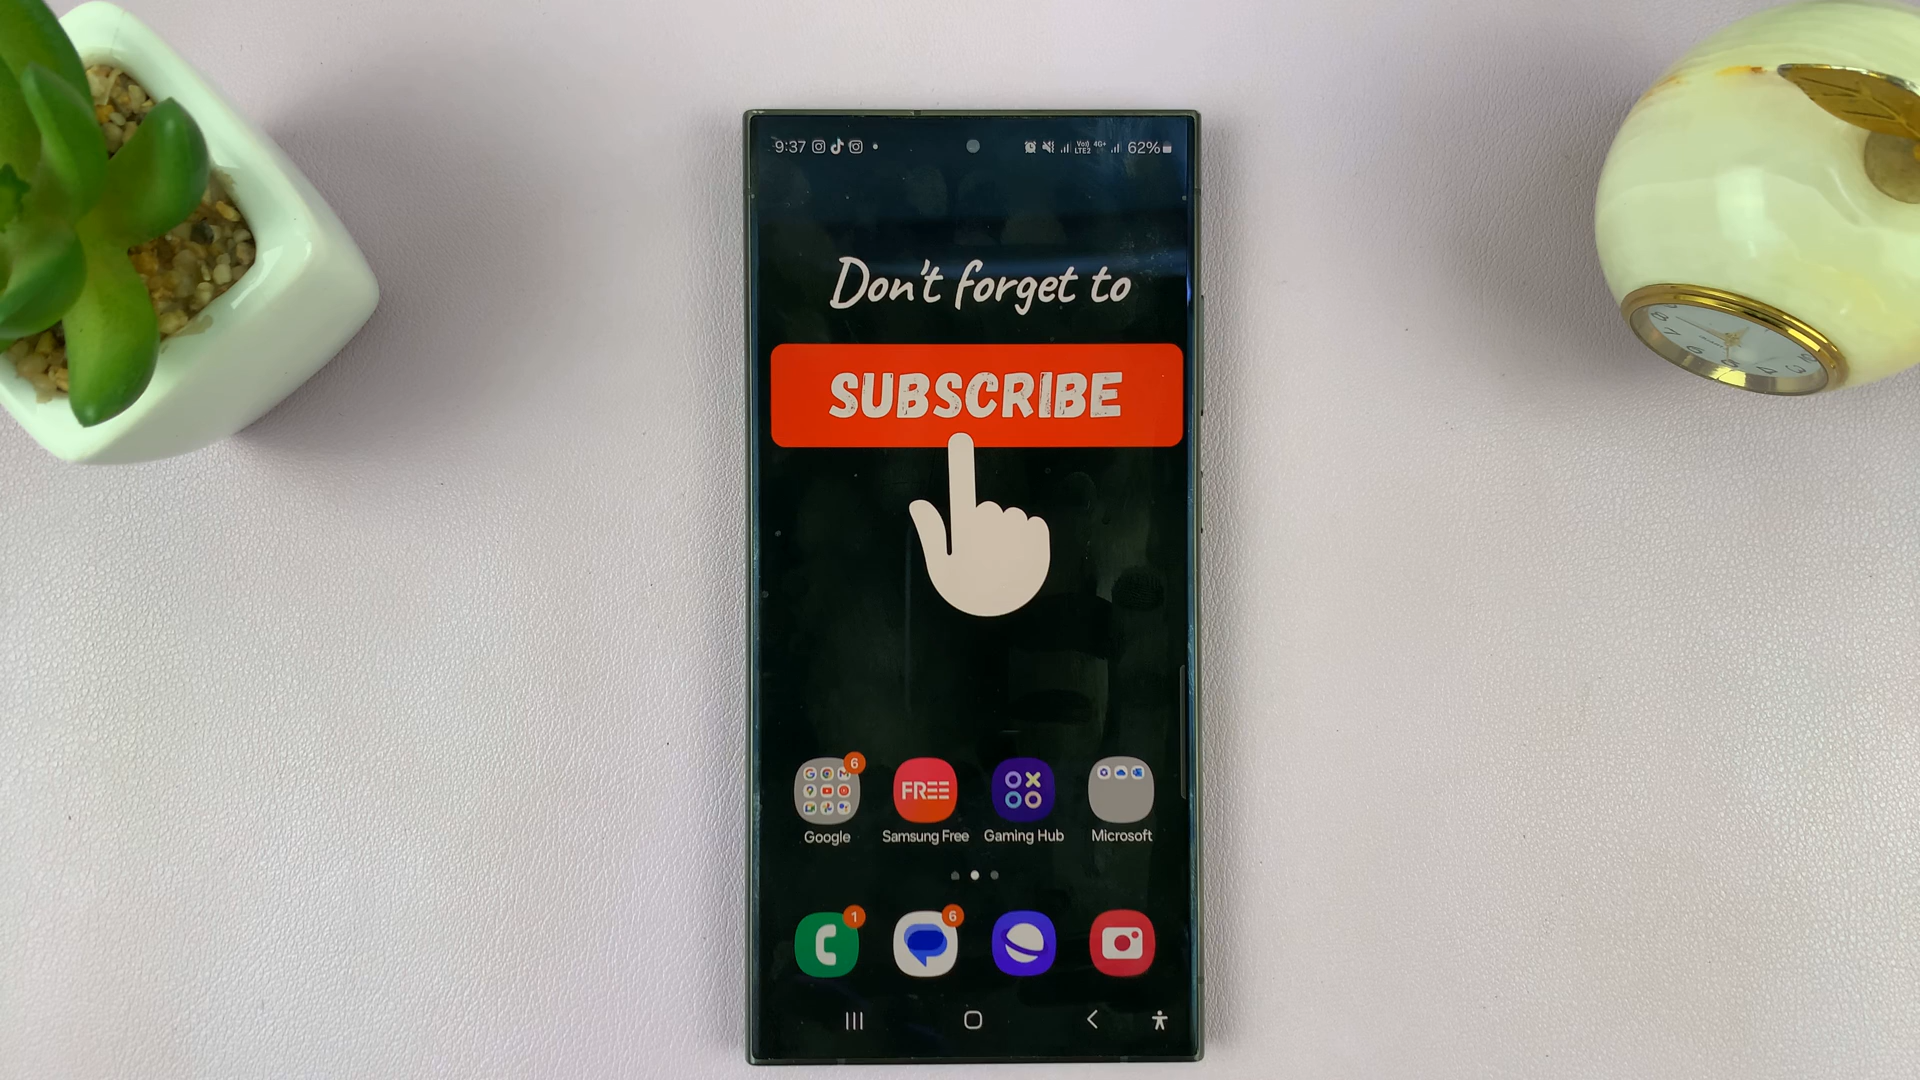 9:37 62%
Don't forget to
SUBSCRIBE
6
FREE
Google Samsung Free Gaming Hub Microsoft
1 6